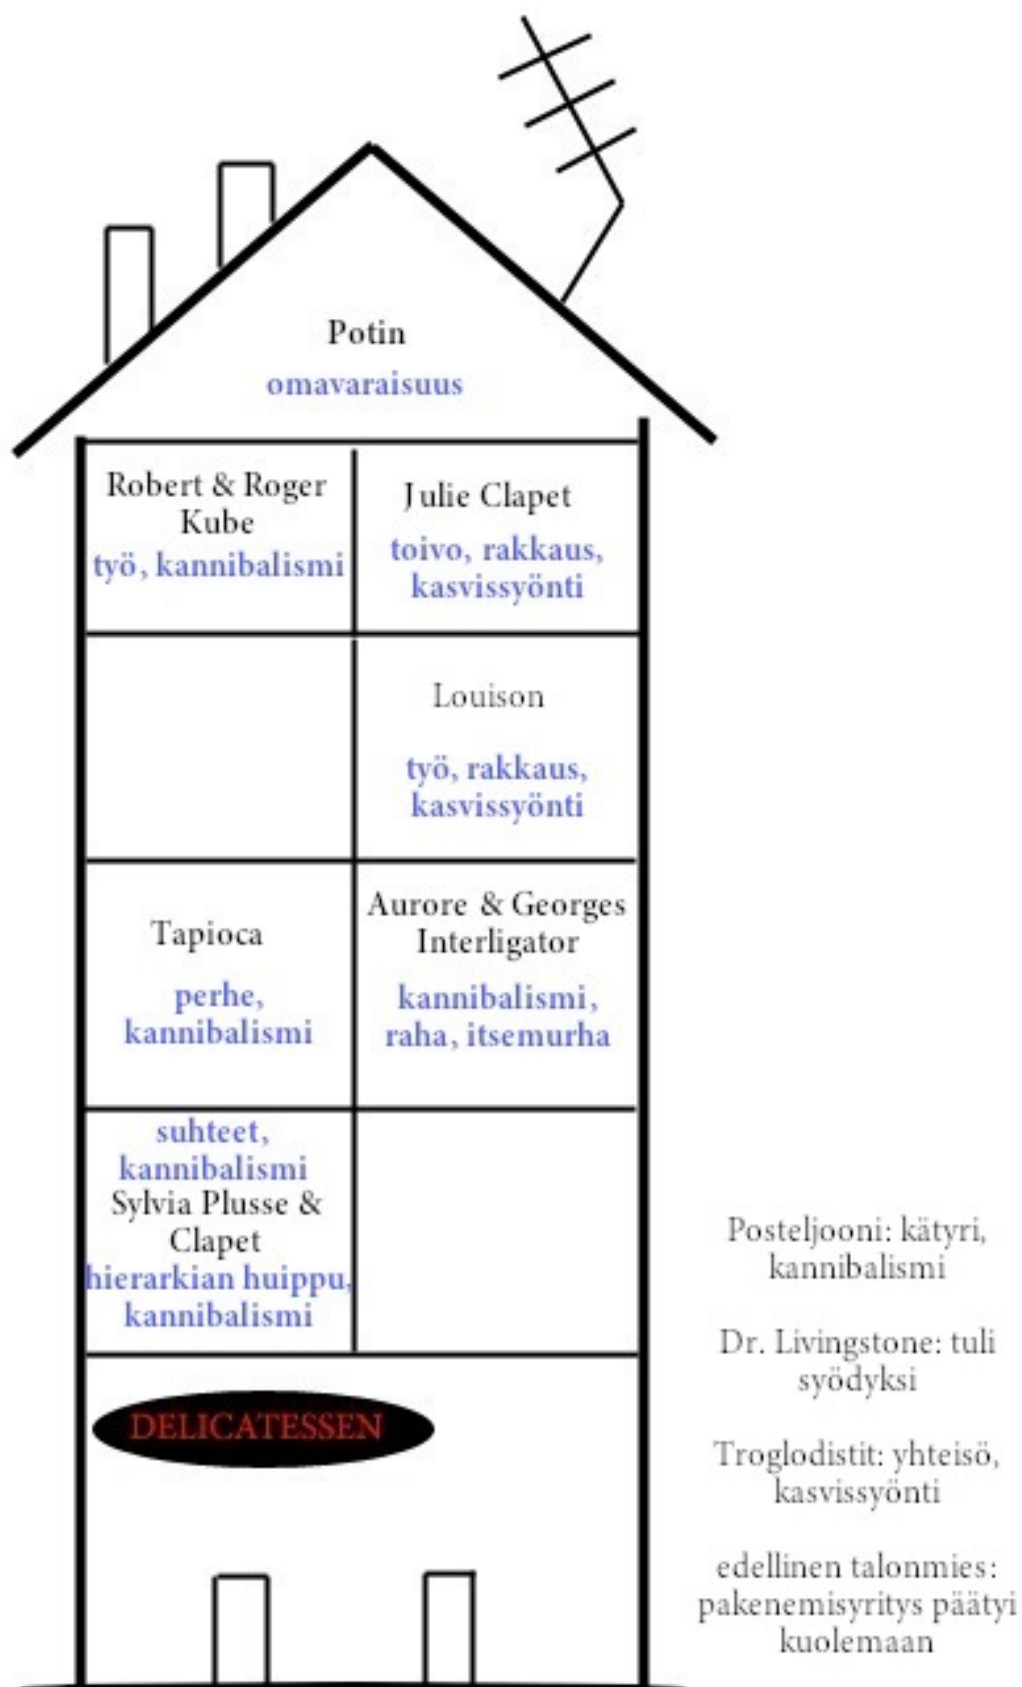 Potin
omavaraisuus
Robert & Roger
Kube
työ, kannibalismi
Julie Clapet
toivo, rakkaus,
kasvissyönti
Louison
työ, rakkaus,
kasvissyönti
Tapioca
perhe,
kannibalismi
Aurore & Georges
Interligator
kannibalismi,
raha, itsemurha
suhteet,
kannibalismi
Sylvia Plusse &
Clapet
hierarkian huippu,
kannibalismi
DELICATESSEN
Posteljooni: kätyri,
kannibalismi
Dr. Livingstone: tuli
syödyksi
Troglodistit: yhteisö,
kasvissyönti
edellinen talonmies:
pakenemisyritys päätyi
kuolemaan